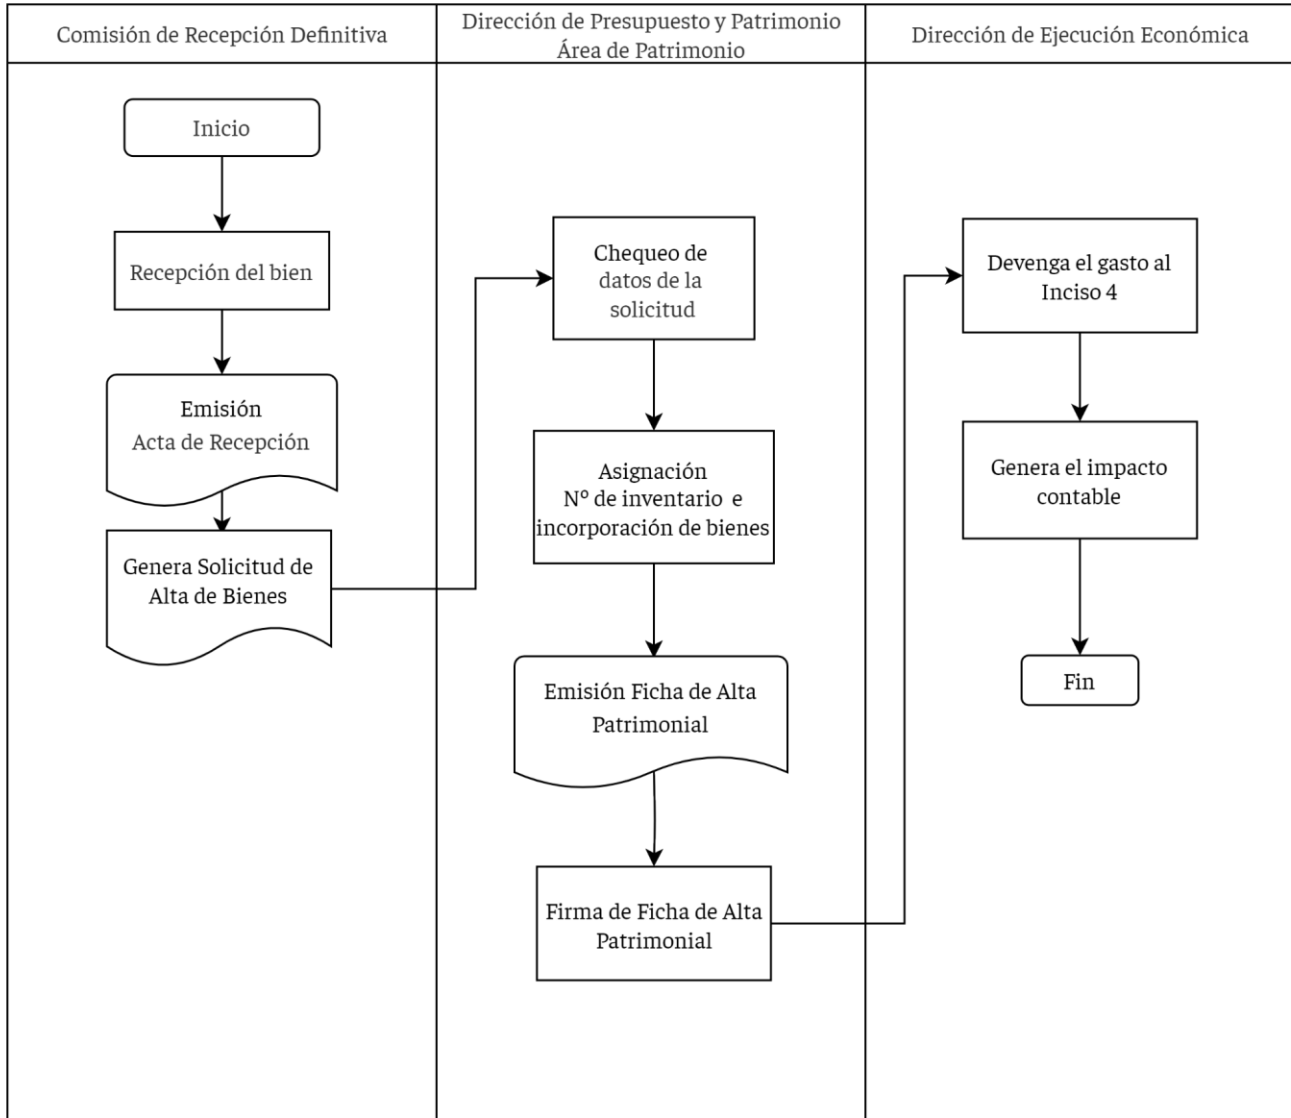 Comisión de Recepción Definitiva
Dirección de Presupuesto y Patrimonio
Área de Patrimonio
Dirección de Ejecución Económica
Inicio
Recepción del bien
Emisión
Acta de Recepción
Genera Solicitud de
Alta de Bienes
Chequeo de
datos de la
solicitud
Asignación
Nº de inventario e
incorporación de bienes
Emisión Ficha de Alta
Patrimonial
Firma de Ficha de Alta
Patrimonial
Devenga el gasto al
Inciso 4
Genera el impacto
contable
Fin